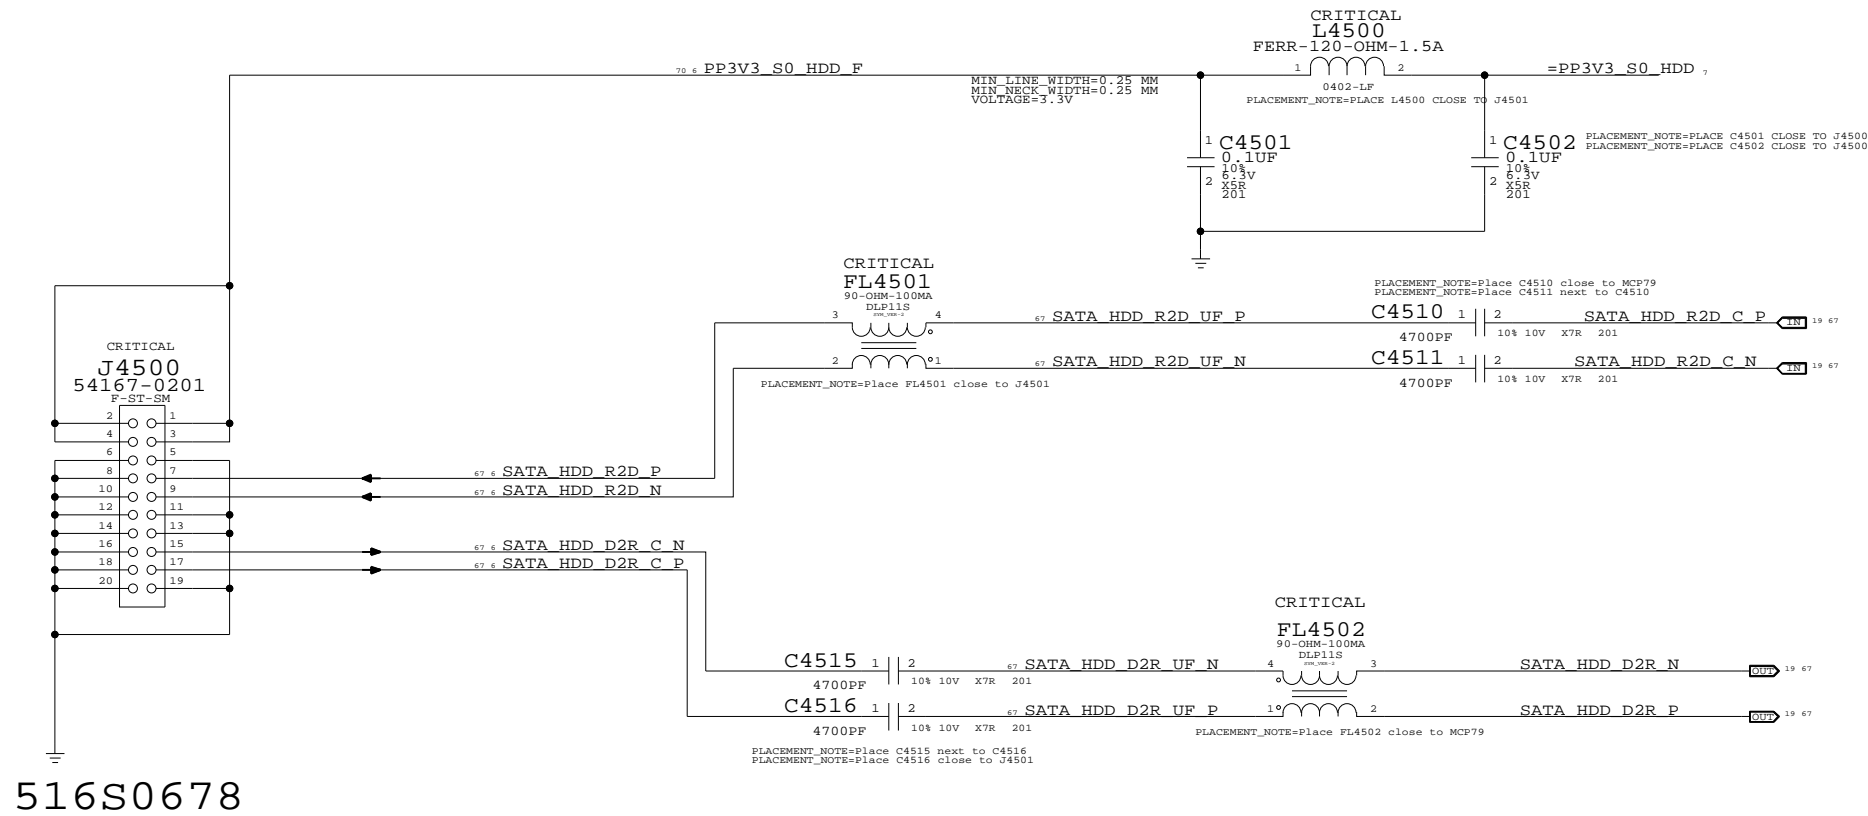 CRITICAL
L4500
FERR-120-OHM-1.5A
1 2
0402-LF
PLACEMENT_NOTE=PLACE L4500 CLOSE TO J4501
70 6 PP3V3_S0_HDD_F
MIN_LINE_WIDTH=0.25 MM
MIN_NECK_WIDTH=0.25 MM
VOLTAGE=3.3V
=PP3V3_S0_HDD 7
1 C4501
0.1UF
10%
6.3V
2 X5R
201
1 C4502
0.1UF
10%
6.3V
2 X5R
201
PLACEMENT_NOTE=PLACE C4501 CLOSE TO J4500
PLACEMENT_NOTE=PLACE C4502 CLOSE TO J4500
CRITICAL
FL4501
90-OHM-100MA
DLP11S
SYM_VER-2
3 4
2 1
PLACEMENT_NOTE=Place FL4501 close to J4501
67 SATA_HDD_R2D_UF_P
67 SATA_HDD_R2D_UF_N
PLACEMENT_NOTE=Place C4510 close to MCP79
PLACEMENT_NOTE=Place C4511 next to C4510
C4510 1 2
4700PF 10% 10V X7R 201
SATA_HDD_R2D_C_P IN 19 67
C4511 1 2
4700PF 10% 10V X7R 201
SATA_HDD_R2D_C_N IN 19 67
CRITICAL
J4500
54167-0201
F-ST-SM
2 1
4 3
6 5
8 7
10 9
12 11
14 13
16 15
18 17
20 19
67 6 SATA_HDD_R2D_P
67 6 SATA_HDD_R2D_N
67 6 SATA_HDD_D2R_C_N
67 6 SATA_HDD_D2R_C_P
C4515 1 2
4700PF 10% 10V X7R 201
67 SATA_HDD_D2R_UF_N
C4516 1 2
4700PF 10% 10V X7R 201
67 SATA_HDD_D2R_UF_P
PLACEMENT_NOTE=Place C4515 next to C4516
PLACEMENT_NOTE=Place C4516 close to J4501
CRITICAL
FL4502
90-OHM-100MA
DLP11S
SYM_VER-2
4 3
1 2
PLACEMENT_NOTE=Place FL4502 close to MCP79
SATA_HDD_D2R_N OUT 19 67
SATA_HDD_D2R_P OUT 19 67
516S0678